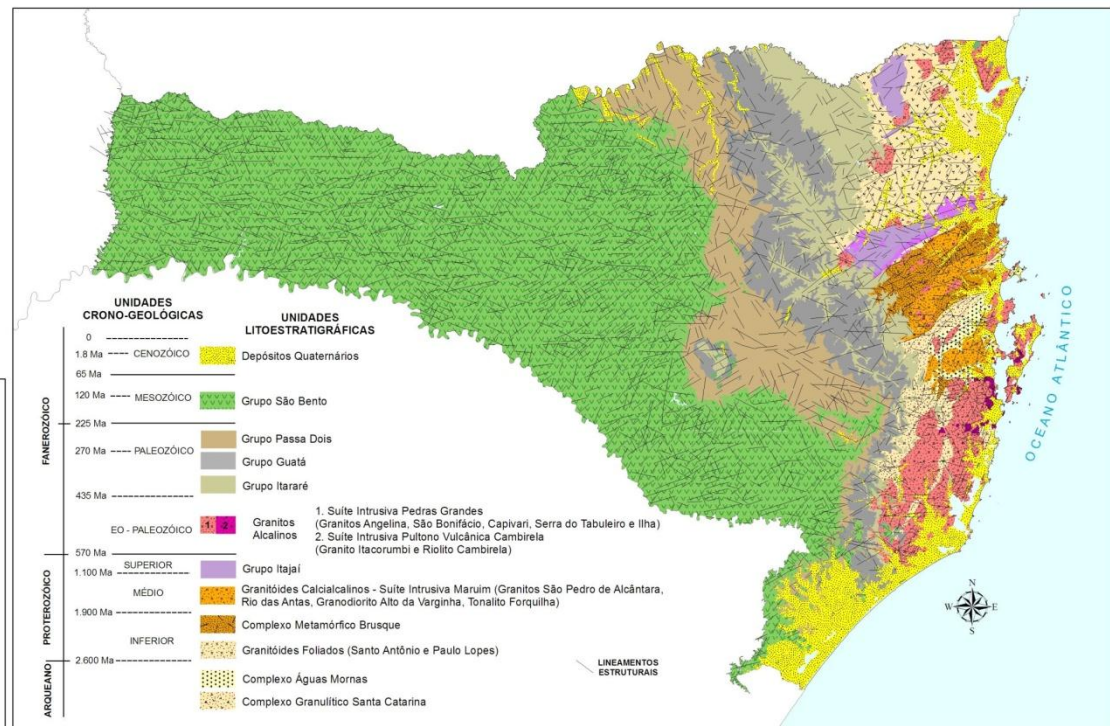 OCEANO ATLÂNTICO
UNIDADES
CRONO-GEOLÓGICAS
UNIDADES
LITOESTRATIGRÁFICAS
0
1.8 Ma
CENOZÓICO
Depósitos Quaternários
65 Ma
120 Ma
MESOZÓICO
Grupo São Bento
225 Ma
FANEROZÓICO
270 Ma
PALEOZÓICO
Grupo Passa Dois
Grupo Guatá
Grupo Itararé
435 Ma
EO - PALEOZÓICO
1.
2
Granitos
Alcalinos
1. Suíte Intrusiva Pedras Grandes
(Granitos Angelina, São Bonifácio, Capivari, Serra do Tabuleiro e Ilha)
2. Suíte Intrusiva Pultono Vulcânica Cambirela
(Granito Itacorumbi e Riolito Cambirela)
570 Ma
SUPERIOR
Grupo Itajaí
1.100 Ma
PROTEROZÓICO
MÉDIO
Granitóides Calcialcalinos - Suíte Intrusiva Maruim (Granitos São Pedro de Alcântara,
Rio das Antas, Granodiorito Alto da Varginha, Tonalito Forquilha)
1.900 Ma
Complexo Metamórfico Brusque
INFERIOR
Granitóides Foliados (Santo Antônio e Paulo Lopes)
2.600 Ma
ARQUEANO
Complexo Águas Mornas
Complexo Granulítico Santa Catarina
LINEAMENTOS
ESTRUTURAIS
N
W
E
S